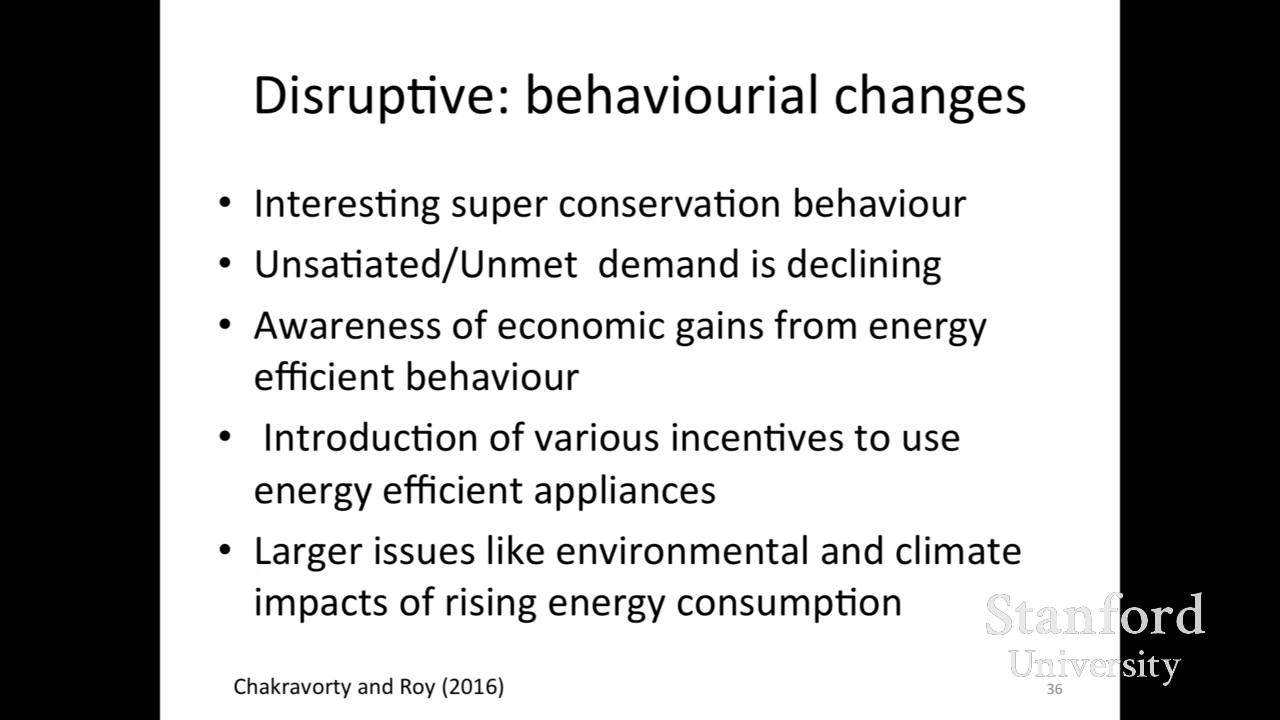 Disruptive: behaviourial changes
• Interesting super conservation behaviour
• Unsatiated/Unmet demand is declining
• Awareness of economic gains from energy
efficient behaviour
• Introduction of various incentives to use
energy efficient appliances
• Larger issues like environmental and climate
impacts of rising energy consumption
Stanford
University
Chakravorty and Roy (2016)
36